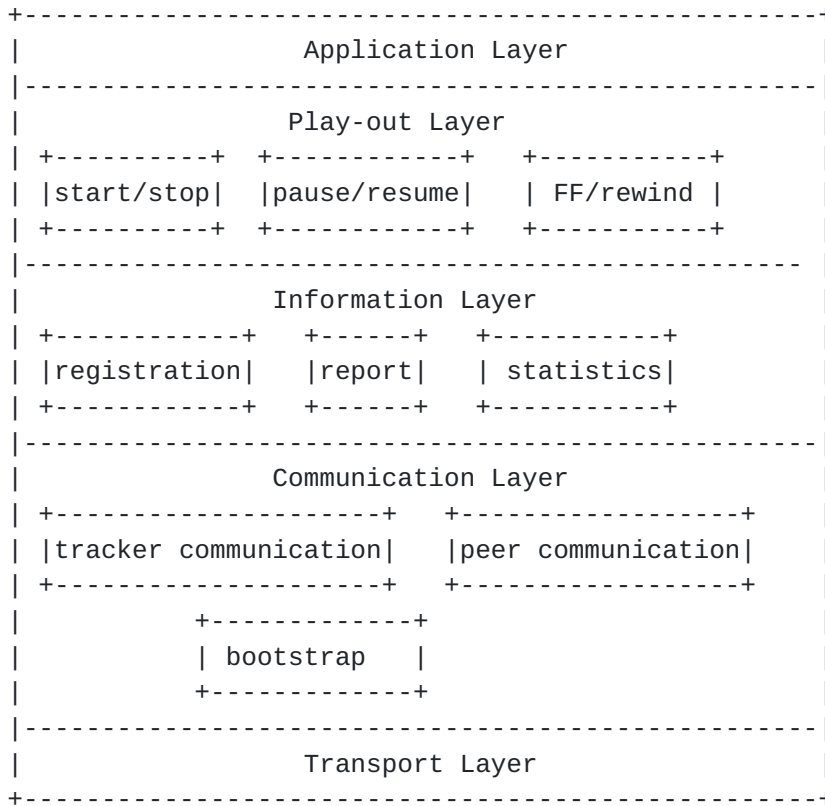 Application Layer
Play-out Layer
start/stop pause/resume FF/rewind
Information Layer
registration report statistics
Communication Layer
tracker communication peer communication
bootstrap
Transport Layer